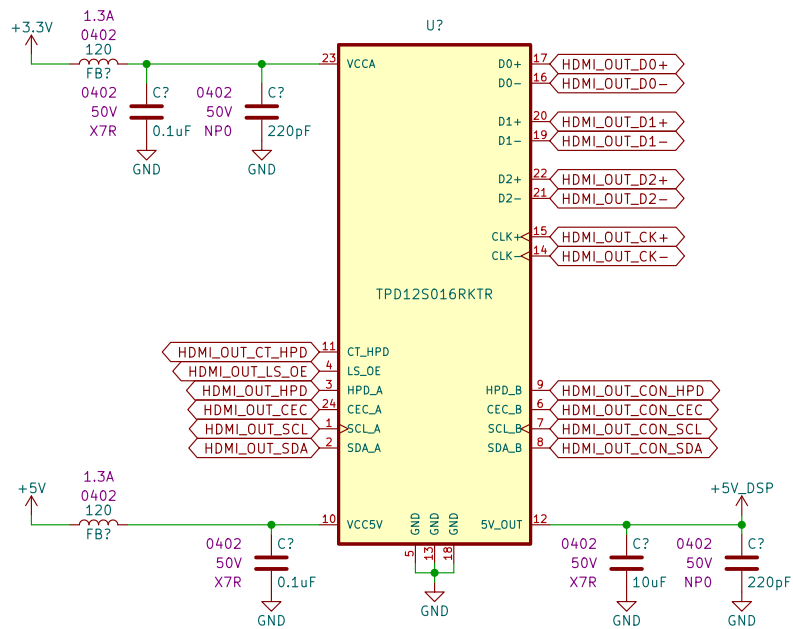 1.3A
0402
120
FB?
+3.3V
0402
50V
X7R
C?
0.1uF
GND
0402
50V
NP0
C?
220pF
GND
U?
23
VCCA
D0+
17
HDMI_OUT_D0+
D0-
16
HDMI_OUT_D0-
D1+
20
HDMI_OUT_D1+
D1-
19
HDMI_OUT_D1-
D2+
22
HDMI_OUT_D2+
D2-
21
HDMI_OUT_D2-
CLK+
15
HDMI_OUT_CK+
CLK-
14
HDMI_OUT_CK-
TPD12S016RKTR
HDMI_OUT_CT_HPD
11
CT_HPD
HDMI_OUT_LS_OE
4
LS_OE
HDMI_OUT_HPD
3
HPD_A
HDMI_OUT_CEC
24
CEC_A
HDMI_OUT_SCL
1
SCL_A
HDMI_OUT_SDA
2
SDA_A
HPD_B
9
HDMI_OUT_CON_HPD
CEC_B
6
HDMI_OUT_CON_CEC
SCL_B
7
HDMI_OUT_CON_SCL
SDA_B
8
HDMI_OUT_CON_SDA
1.3A
0402
120
FB?
+5V
10
VCC5V
0402
50V
X7R
C?
0.1uF
GND
GND
GND
GND
5
13
18
GND
5V_OUT
12
+5V_DSP
0402
50V
X7R
C?
10uF
GND
0402
50V
NP0
C?
220pF
GND